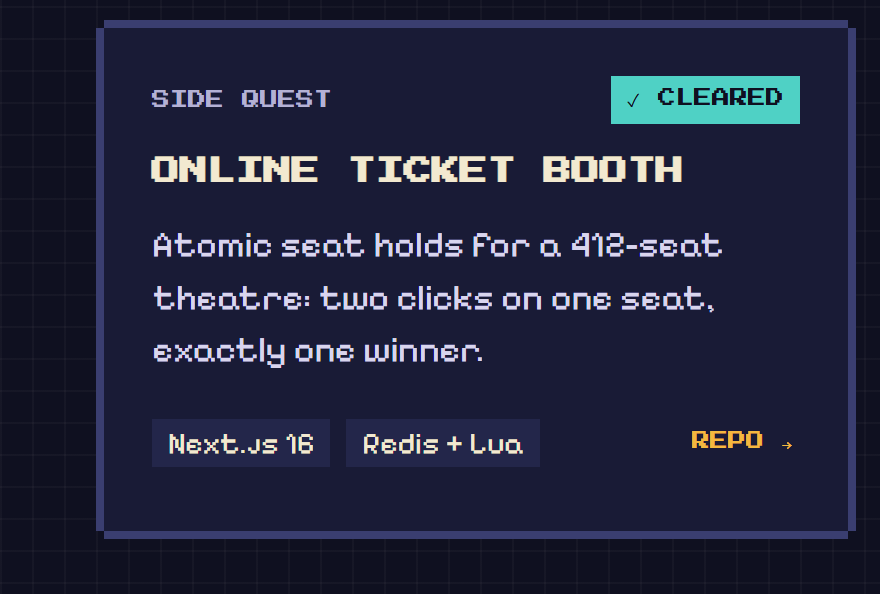 SIDE QUEST
✓ CLEARED
ONLINE TICKET BOOTH
Atomic seat holds for a 412-seat
theatre: two clicks on one seat,
exactly one winner.
Next.js 16
Redis + Lua
REPO →